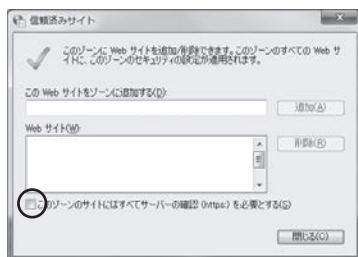 信頼済みサイト
このゾーンに Web サイトを追加/削除できます。このゾーンのすべての Web サ
イトに、このゾーンのセキュリティの設定が適用されます。
この Web サイトをゾーンに追加する(D):
追加(A)
Web サイト(W):
削除(R)
このゾーンのサイトにはすべてサーバーの確認 (https:) を必要とする(S)
閉じる(C)